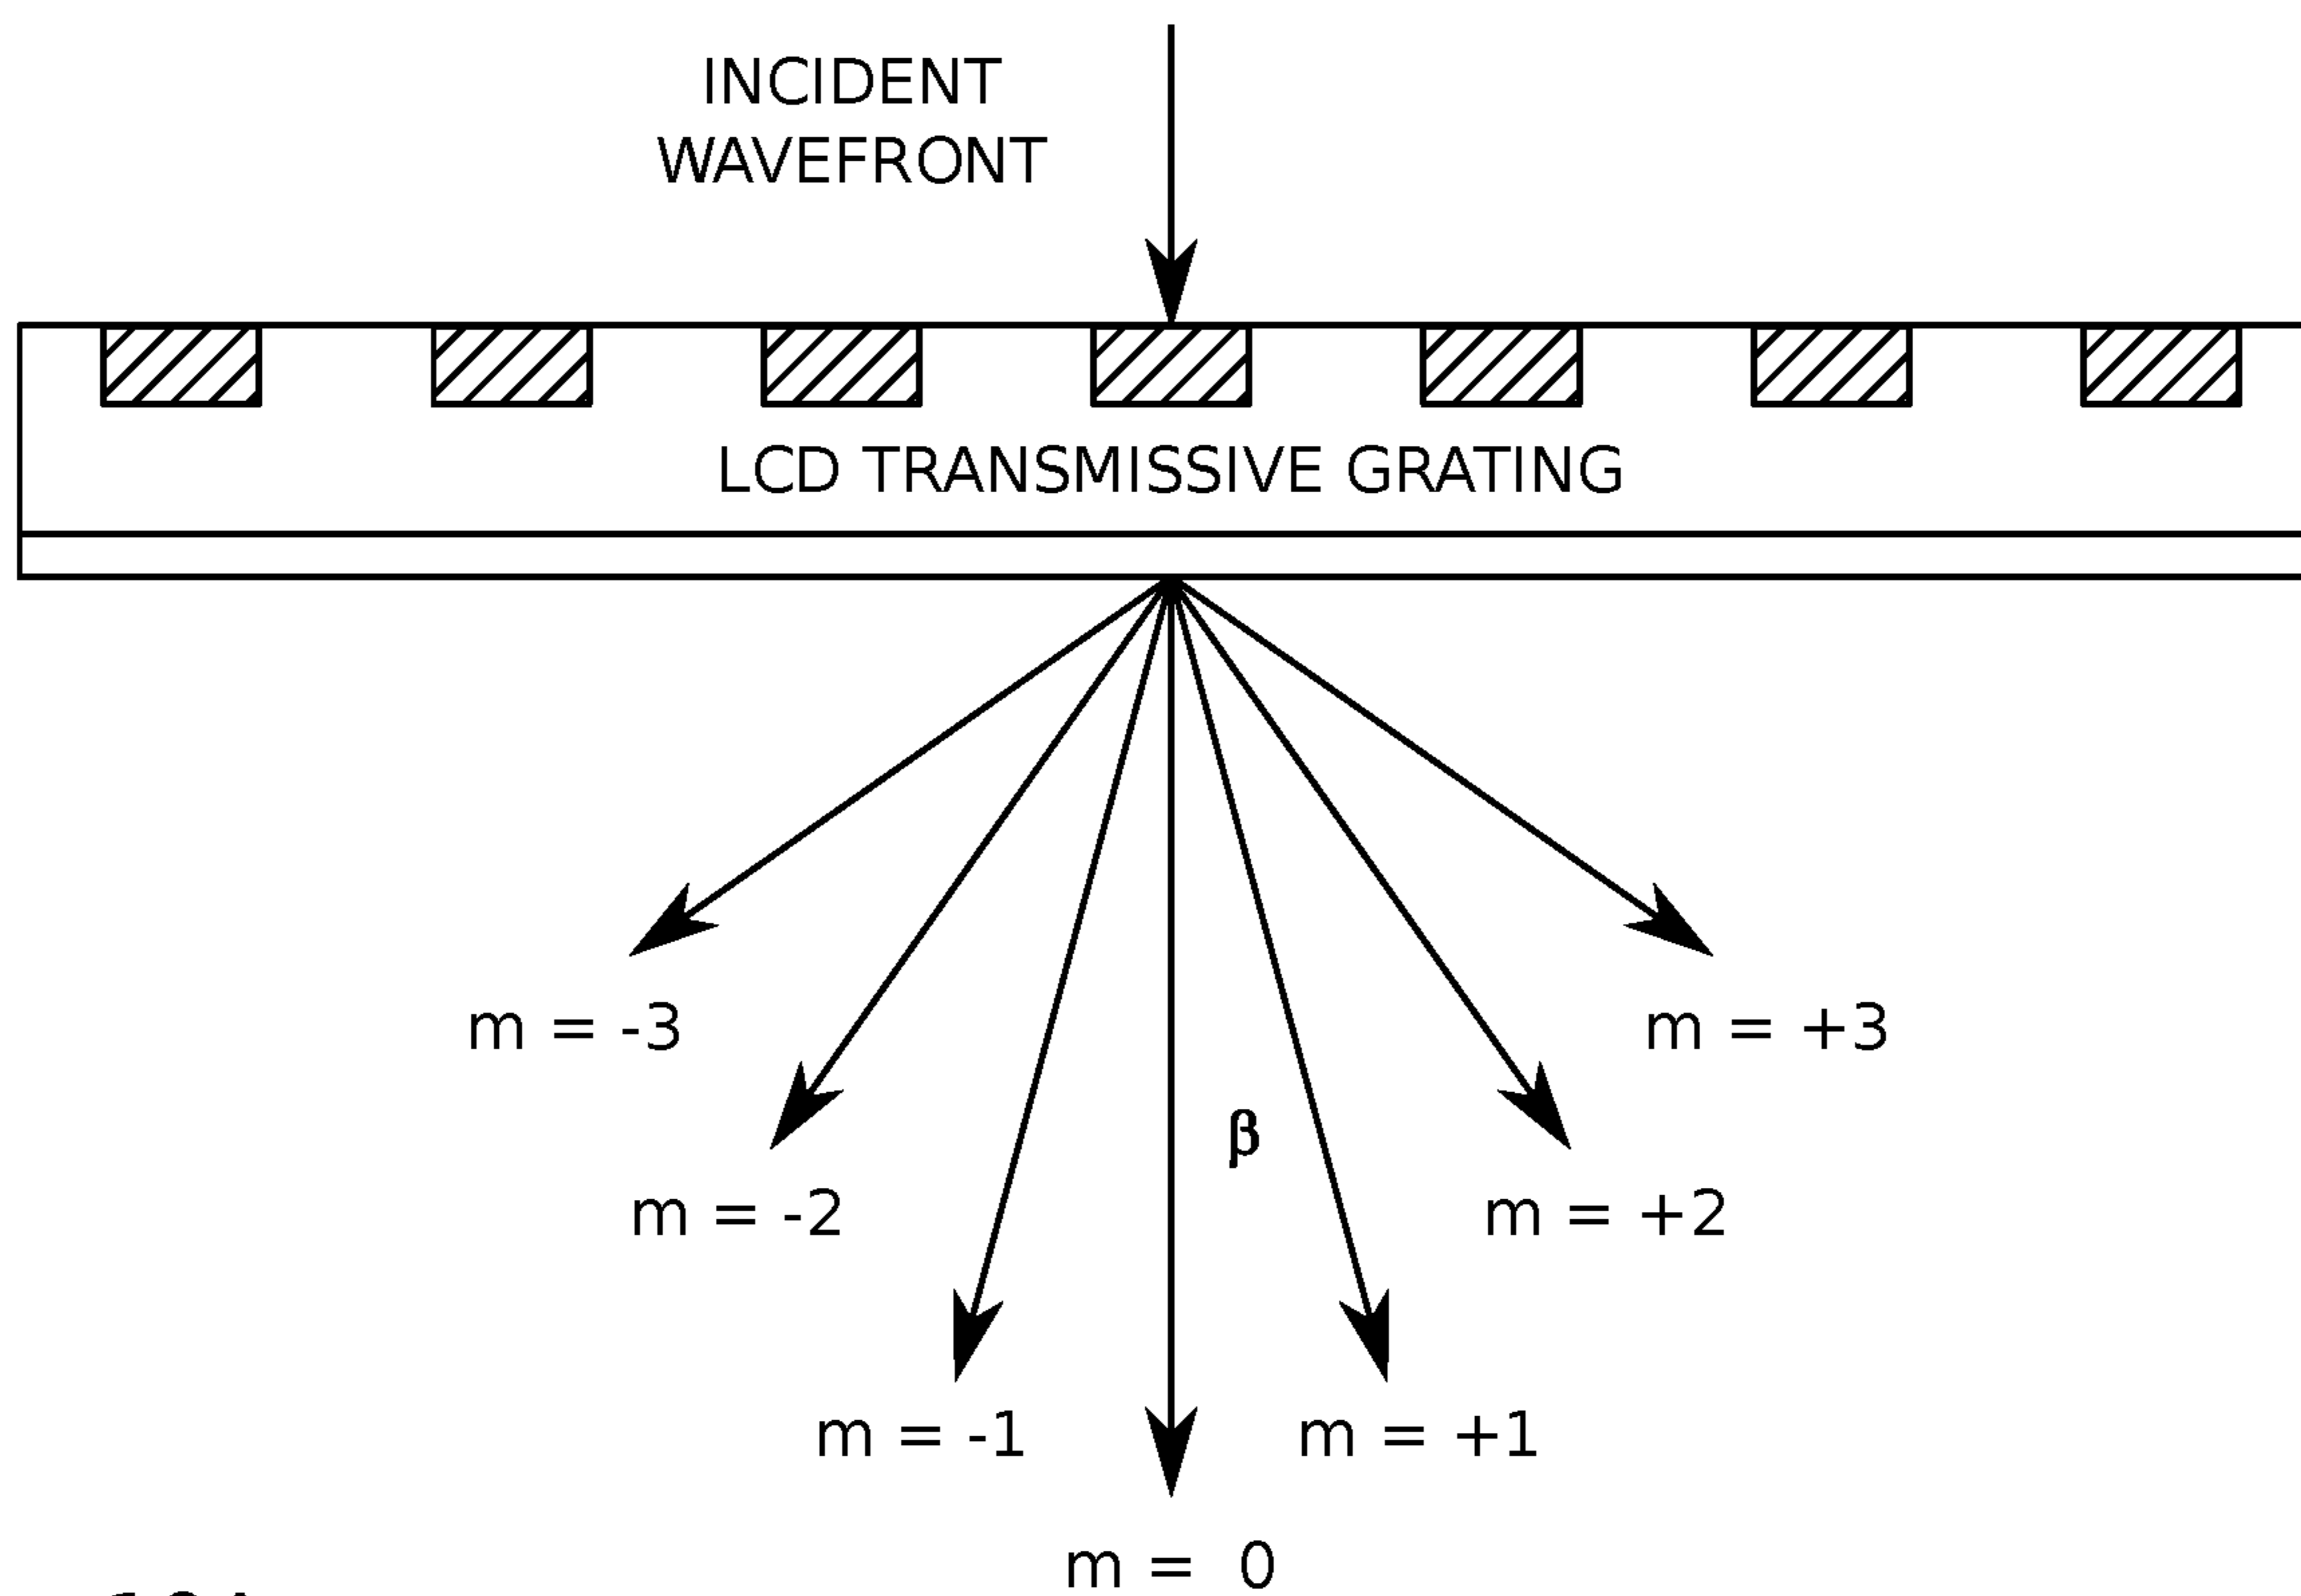 INCIDENT
WAVEFRONT
LCD TRANSMISSIVE GRATING
m = -3
m = +3
β
m = -2
m = +2
m = -1
m = +1
m = 0